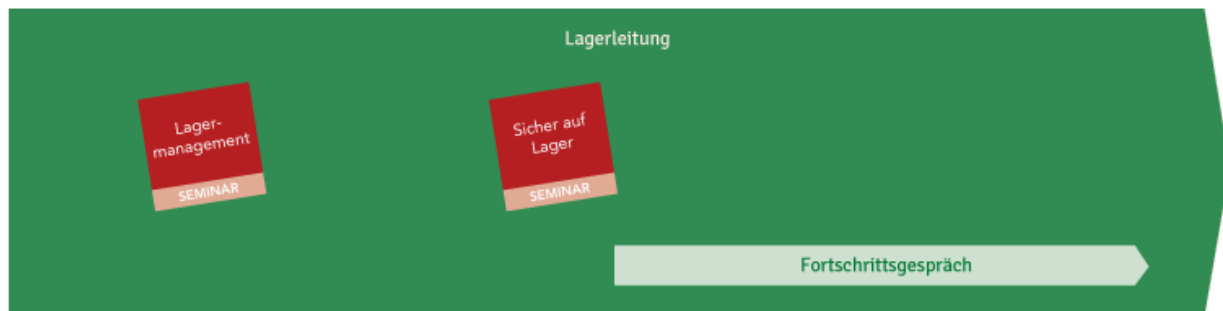 Lagerleitung
Lager-
management
SEMINAR
Sicher auf
Lager
SEMINAR
Fortschrittsgespräch